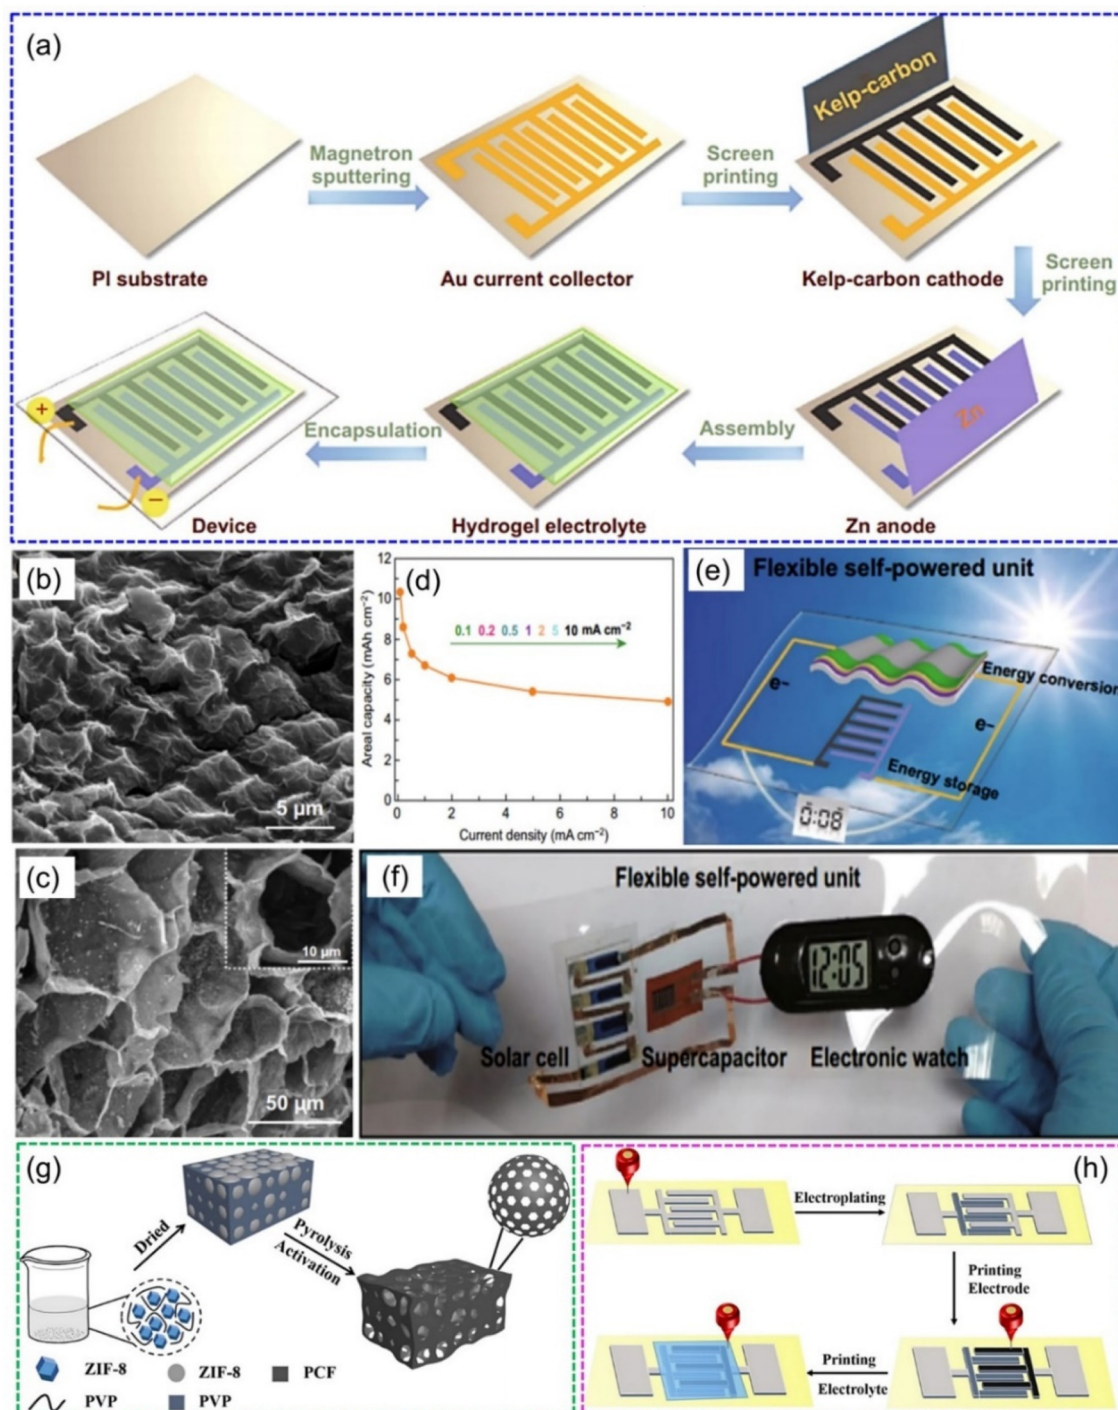 (a)
Kelp-carbon
Magnetron
sputtering
Screen
printing
PI substrate
Au current collector
Kelp-carbon cathode
Screen
printing
+
Encapsulation
Assembly
Zn
−
Device
Hydrogel electrolyte
Zn anode
(b)
5 μm
(d)
12
10
8
6
4
2
0
Areal capacity (mAh cm⁻²)
0.1 0.2 0.5 1 2 5 10 mA cm⁻²
0 2 4 6 8 10
Current density (mA cm⁻²)
(e)
Flexible self-powered unit
Energy conversion
e−
e−
Energy storage
0:08
(c)
10 μm
50 μm
(f)
Flexible self-powered unit
12:05
Solar cell
Supercapacitor
Electronic watch
(g)
Dried
Pyrolysis
Activation
ZIF-8
ZIF-8
PCF
PVP
PVP
(h)
Electroplating
Printing
Electrode
Printing
Electrolyte